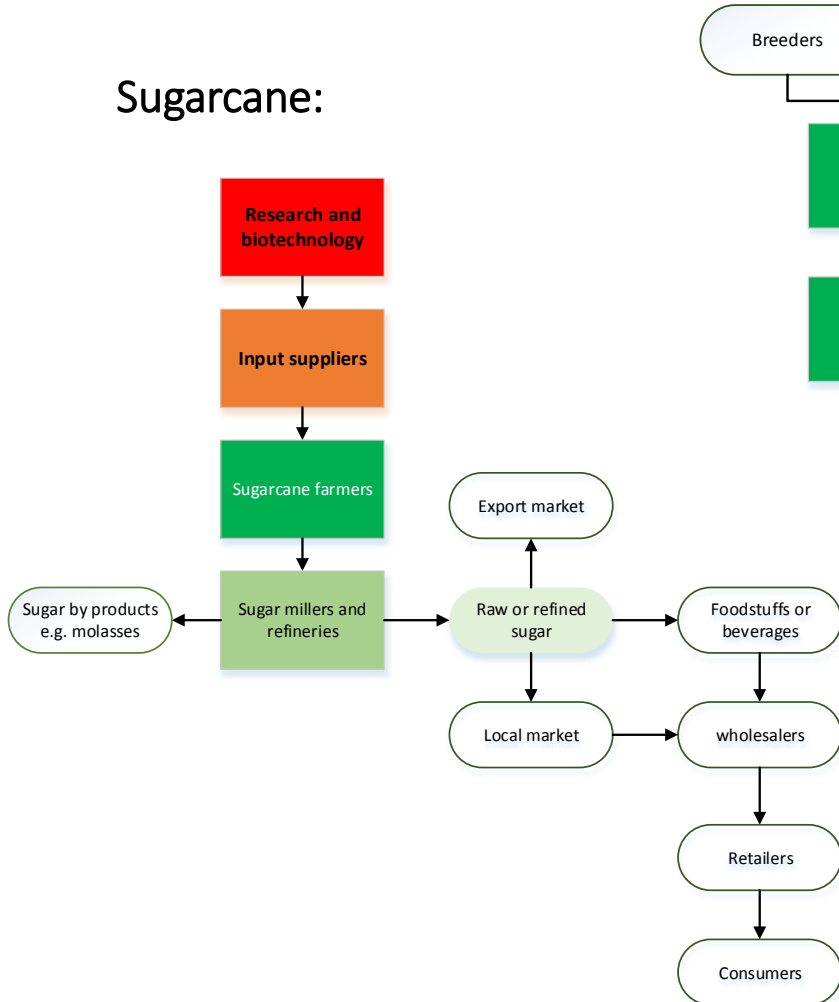 Breeders
Sugarcane:
Research and
biotechnology
Input suppliers
Sugarcane farmers
Export market
Sugar by products
e.g. molasses
Sugar millers and
refineries
Raw or refined
sugar
Foodstuffs or
beverages
Local market
wholesalers
Retailers
Consumers